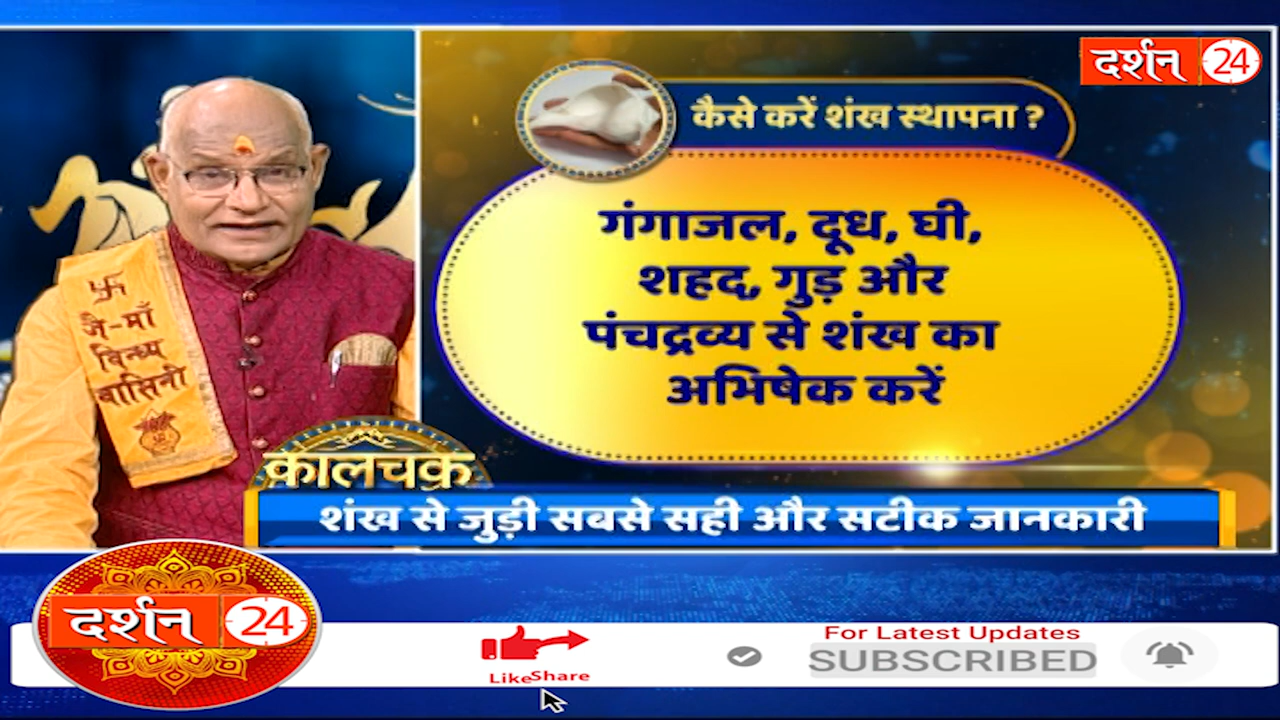 दर्शन 24
कैसे करें शंख स्थापना ?
गंगाजल, दूध, घी,
शहद, गुड़ और
पंचद्रव्य से शंख का
अभिषेक करें
जै-माँ
विन्ध्य
वासिनी
कालचक्र
शंख से जुड़ी सबसे सही और सटीक जानकारी
दर्शन 24
LikeShare
For Latest Updates
SUBSCRIBED